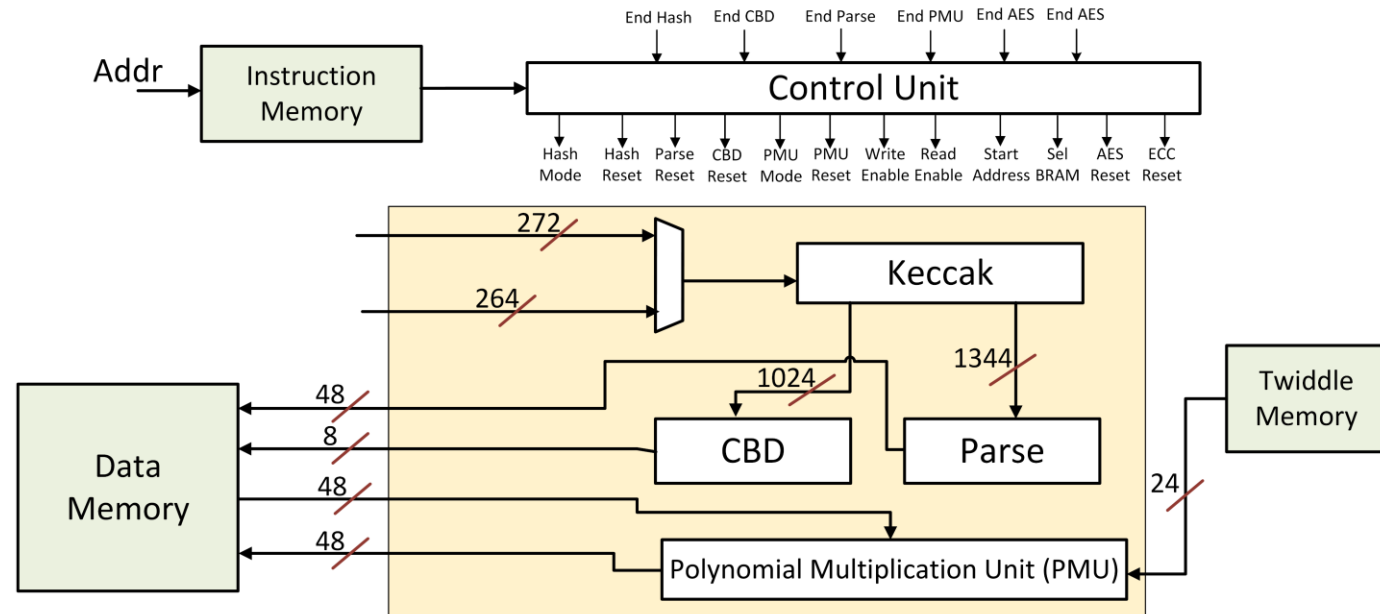 End Hash
End CBD
End Parse
End PMU
End AES
End AES
Addr
Instruction
Memory
Control Unit
Hash
Mode
Hash
Reset
Parse
Reset
CBD
Reset
PMU
Mode
PMU
Reset
Write
Enable
Read
Enable
Start
Address
Sel
BRAM
AES
Reset
ECC
Reset
272
Keccak
264
1344
1024
Twiddle
Memory
48
8
CBD
Parse
Data
Memory
48
24
48
Polynomial Multiplication Unit (PMU)